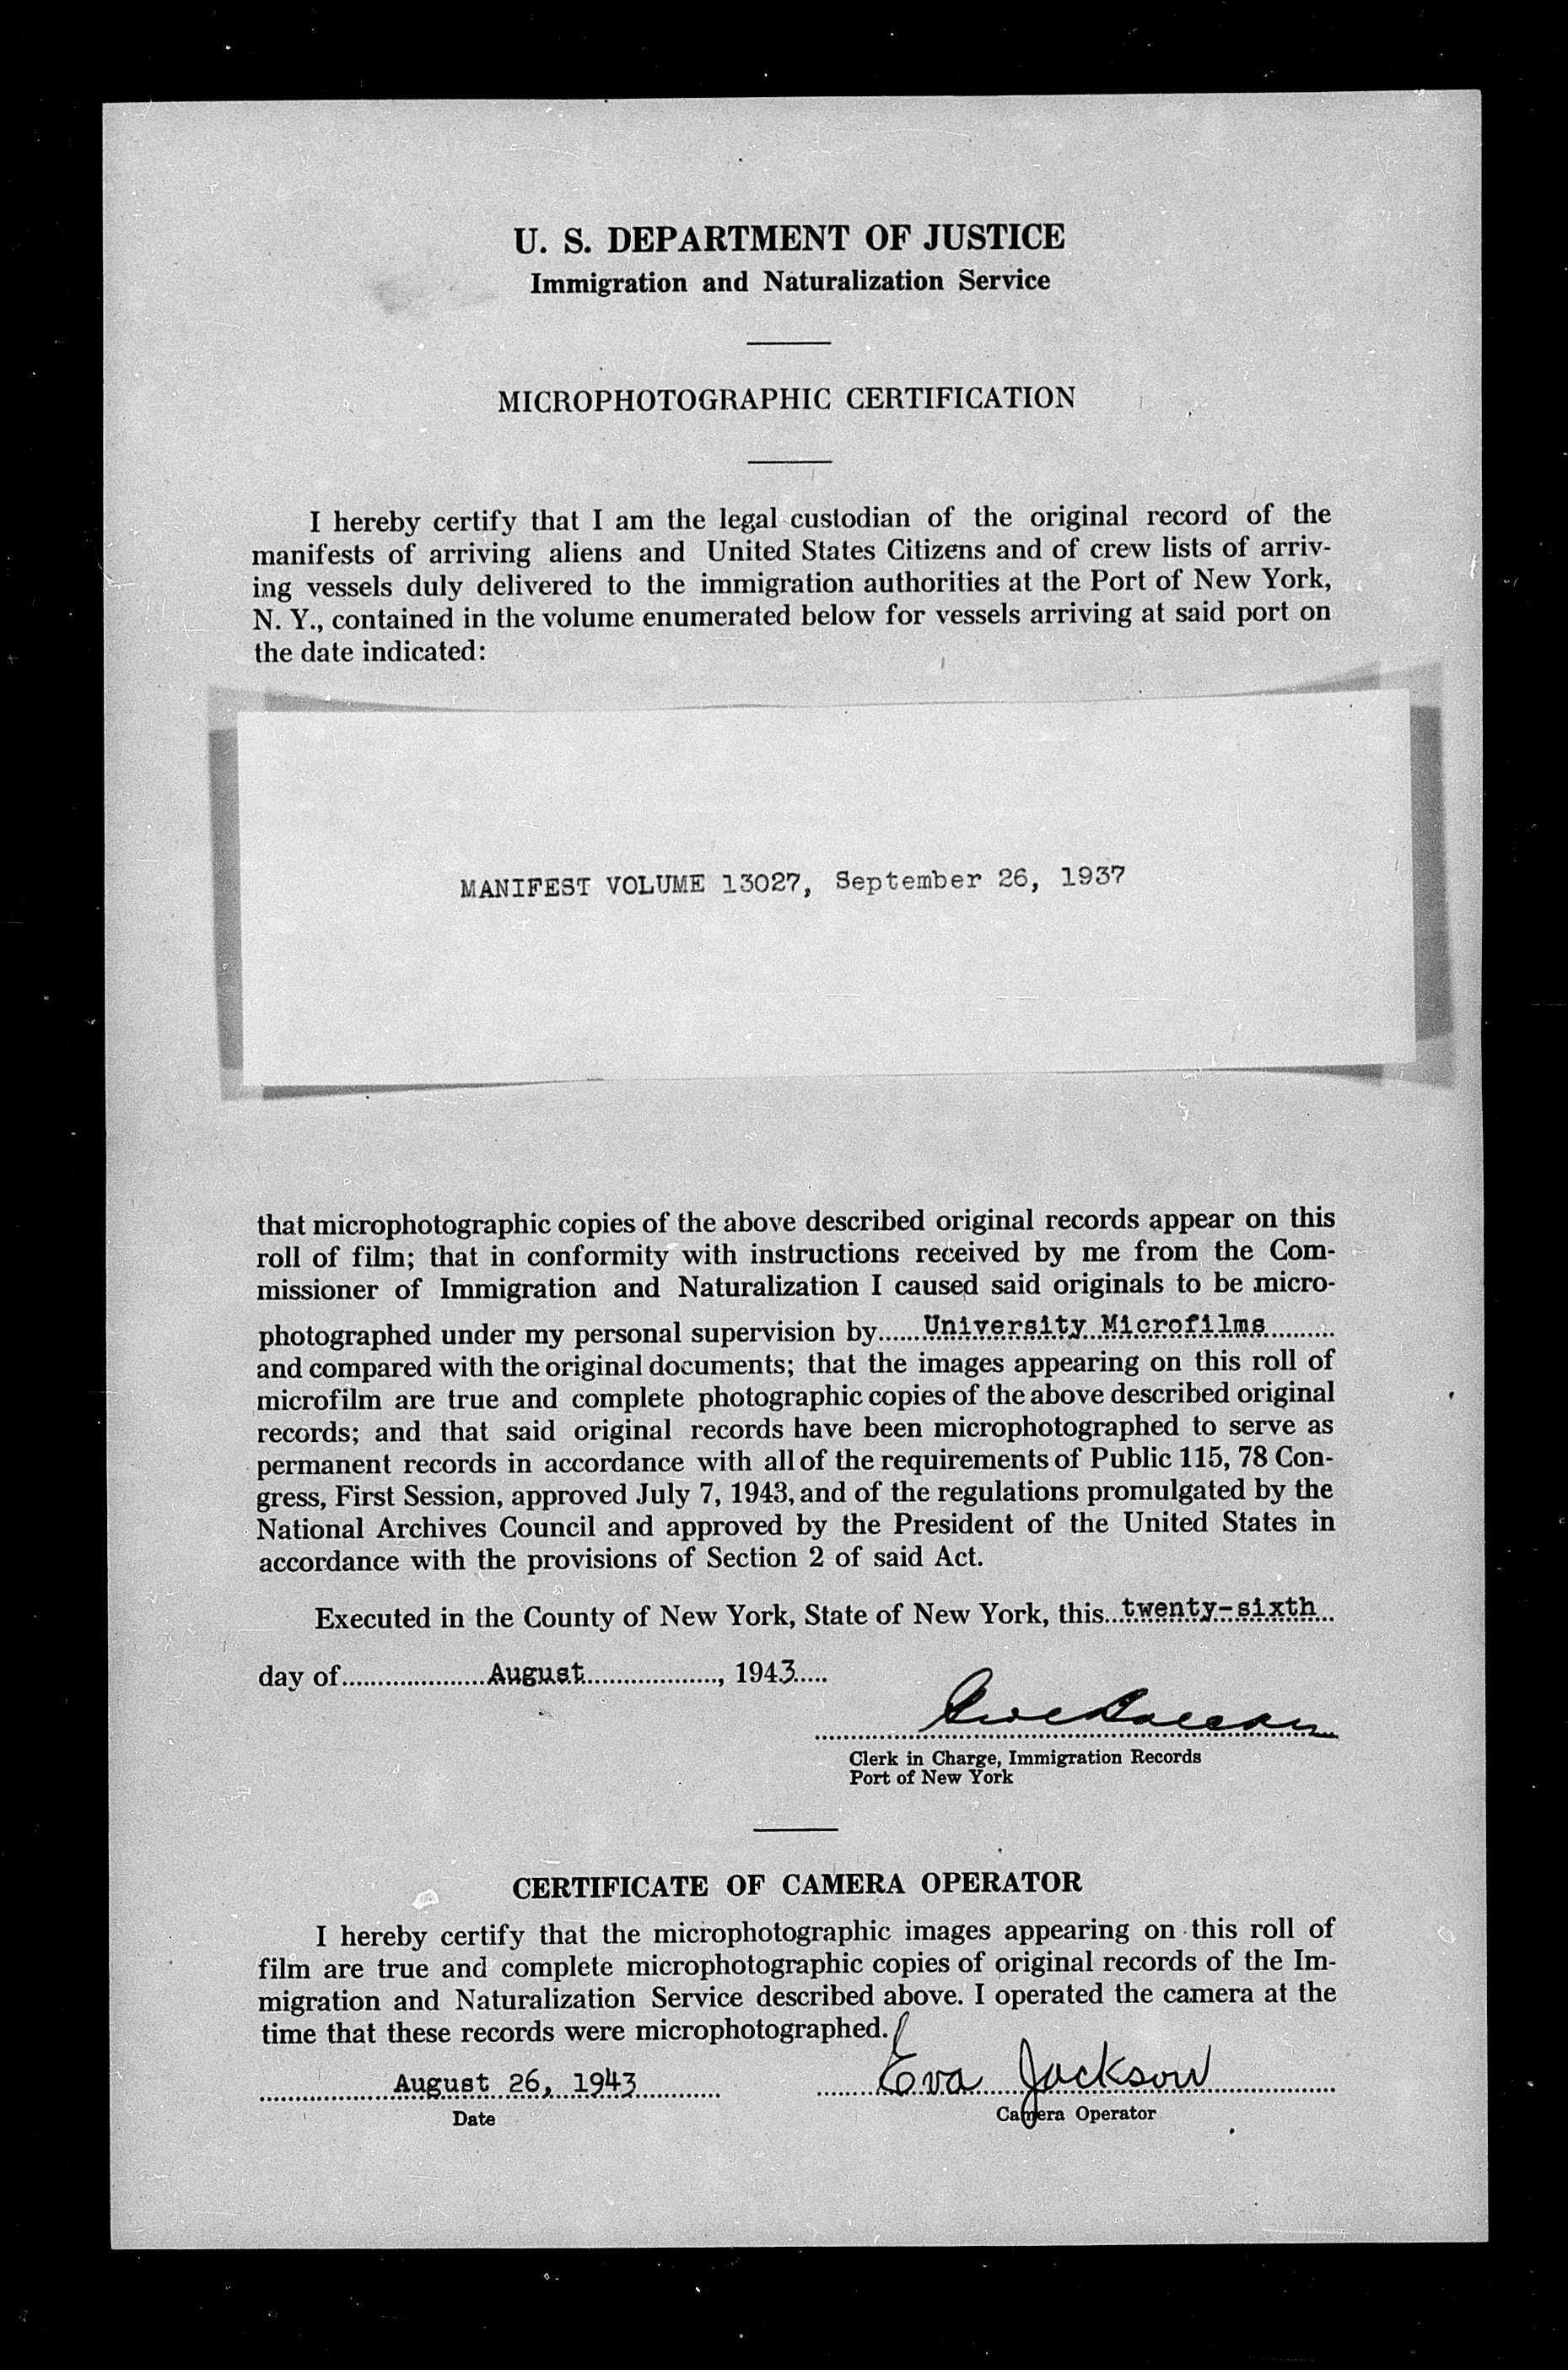 U. S. DEPARTMENT OF JUSTICE
Immigration and Naturalization Service
MICROPHOTOGRAPHIC CERTIFICATION
I hereby certify that I am the legal custodian of the original record of the
manifests of arriving aliens and United States Citizens and of crew lists of arriv-
ing vessels duly delivered to the immigration authorities at the Port of New York,
N. Y., contained in the volume enumerated below for vessels arriving at said port on
the date indicated:
MANIFEST VOLUME 13027, September 26, 1937
that microphotographic copies of the above described original records appear on this
roll of film; that in conformity with instructions received by me from the Com-
missioner of Immigration and Naturalization I caused said originals to be micro-
photographed under my personal supervision by......University Microfilms..........
and compared with the original documents; that the images appearing on this roll of
microfilm are true and complete photographic copies of the above described original
records; and that said original records have been microphotographed to serve as
permanent records in accordance with all of the requirements of Public 115, 78 Con-
gress, First Session, approved July 7, 1943, and of the regulations promulgated by the
National Archives Council and approved by the President of the United States in
accordance with the provisions of Section 2 of said Act.
Executed in the County of New York, State of New York, this...twenty-sixth...
day of.....................August..................., 1943.....
Clerk in Charge, Immigration Records
Port of New York
CERTIFICATE OF CAMERA OPERATOR
I hereby certify that the microphotographic images appearing on this roll of
film are true and complete microphotographic copies of original records of the Im-
migration and Naturalization Service described above. I operated the camera at the
time that these records were microphotographed.
August 26, 1943 Eva Jackson
Date Camera Operator